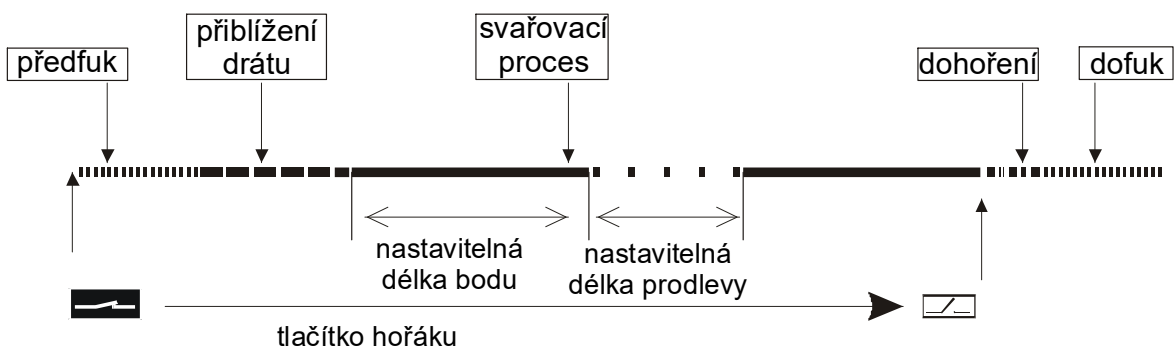 předfuk
přiblížení
drátu
svařovací
proces
dohoření
dofuk
nastavitelná
délka bodu
nastavitelná
délka prodlevy
tlačítko hořáku